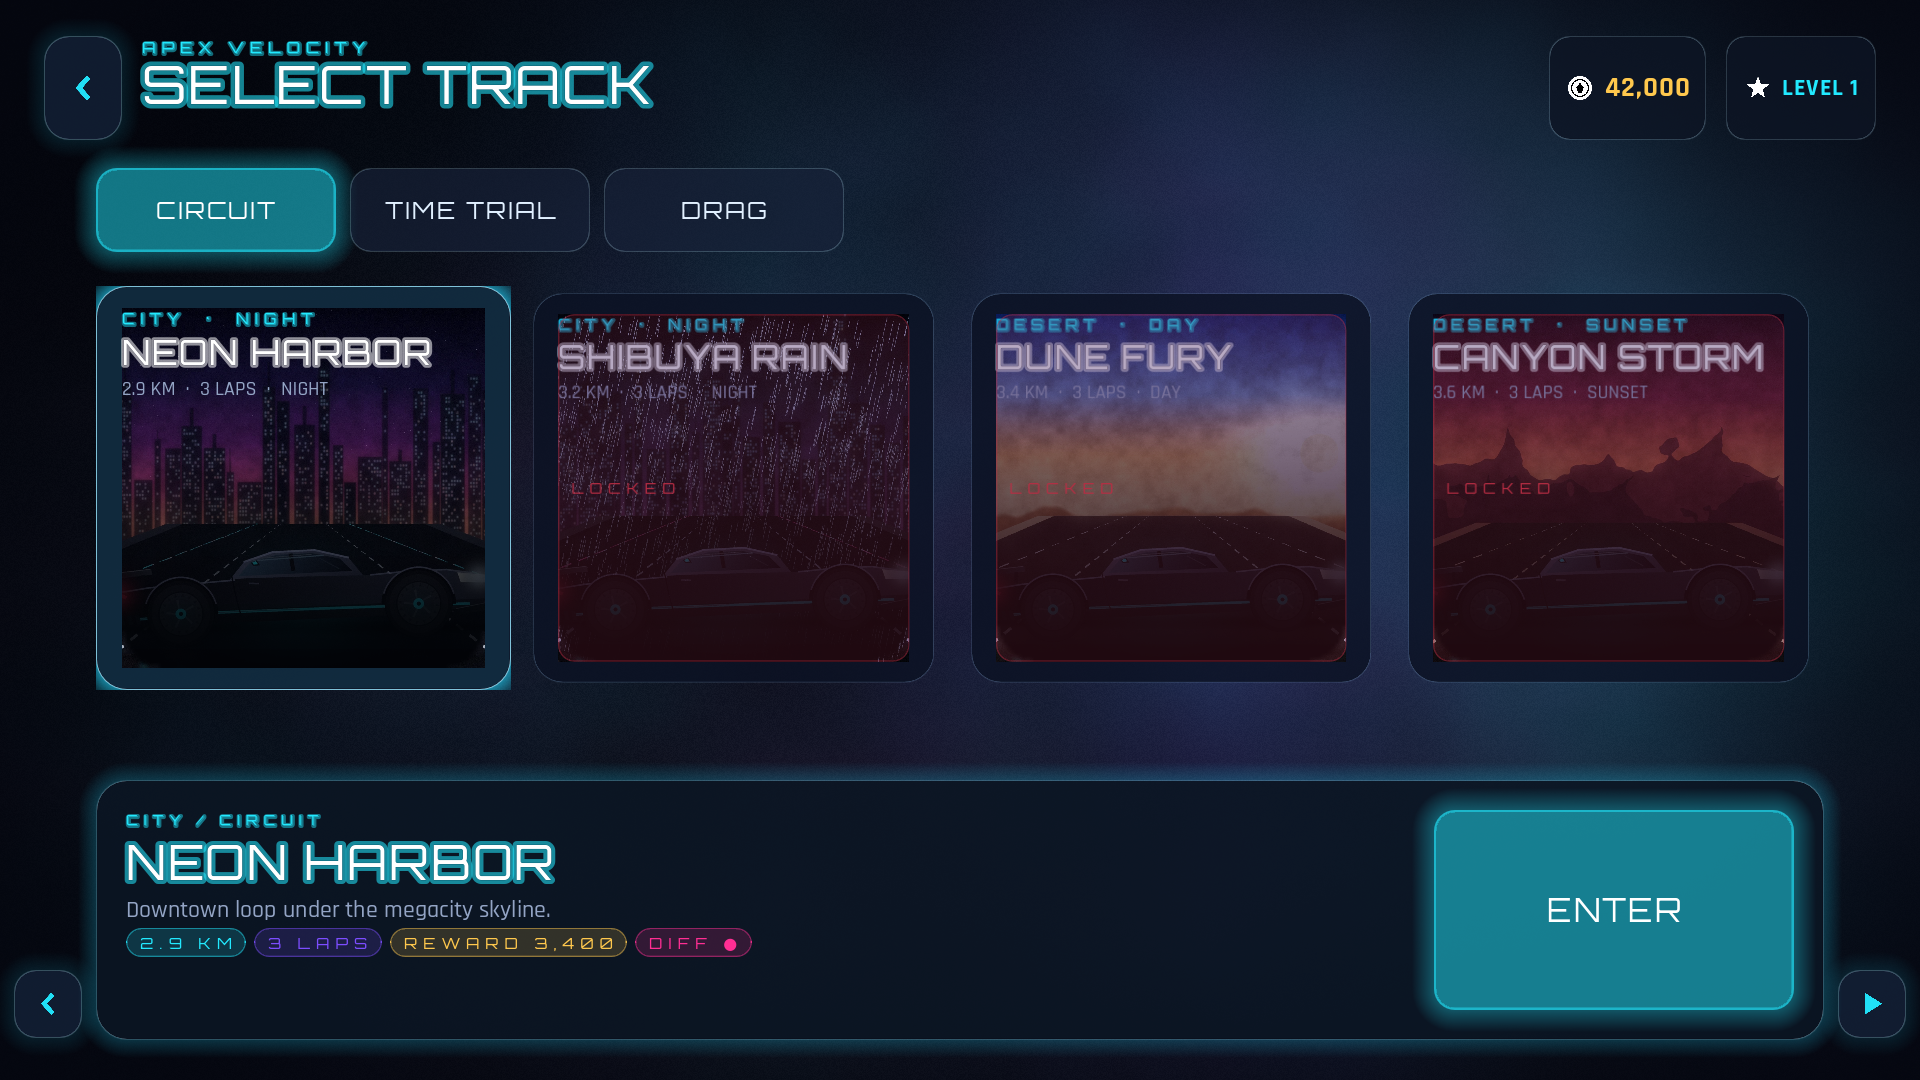 APEX VELOCITY
SELECT TRACK
42,000
LEVEL 1
CIRCUIT
TIME TRIAL
DRAG
CITY · NIGHT
NEON HARBOR
2.9 KM · 3 LAPS · NIGHT
CITY · NIGHT
SHIBUYA RAIN
3.2 KM · 3 LAPS · NIGHT
LOCKED
DESERT · DAY
DUNE FURY
3.4 KM · 3 LAPS · DAY
LOCKED
DESERT · SUNSET
CANYON STORM
3.6 KM · 3 LAPS · SUNSET
LOCKED
CITY / CIRCUIT
NEON HARBOR
Downtown loop under the megacity skyline.
2.9 KM
3 LAPS
REWARD 3,400
DIFF ●
ENTER